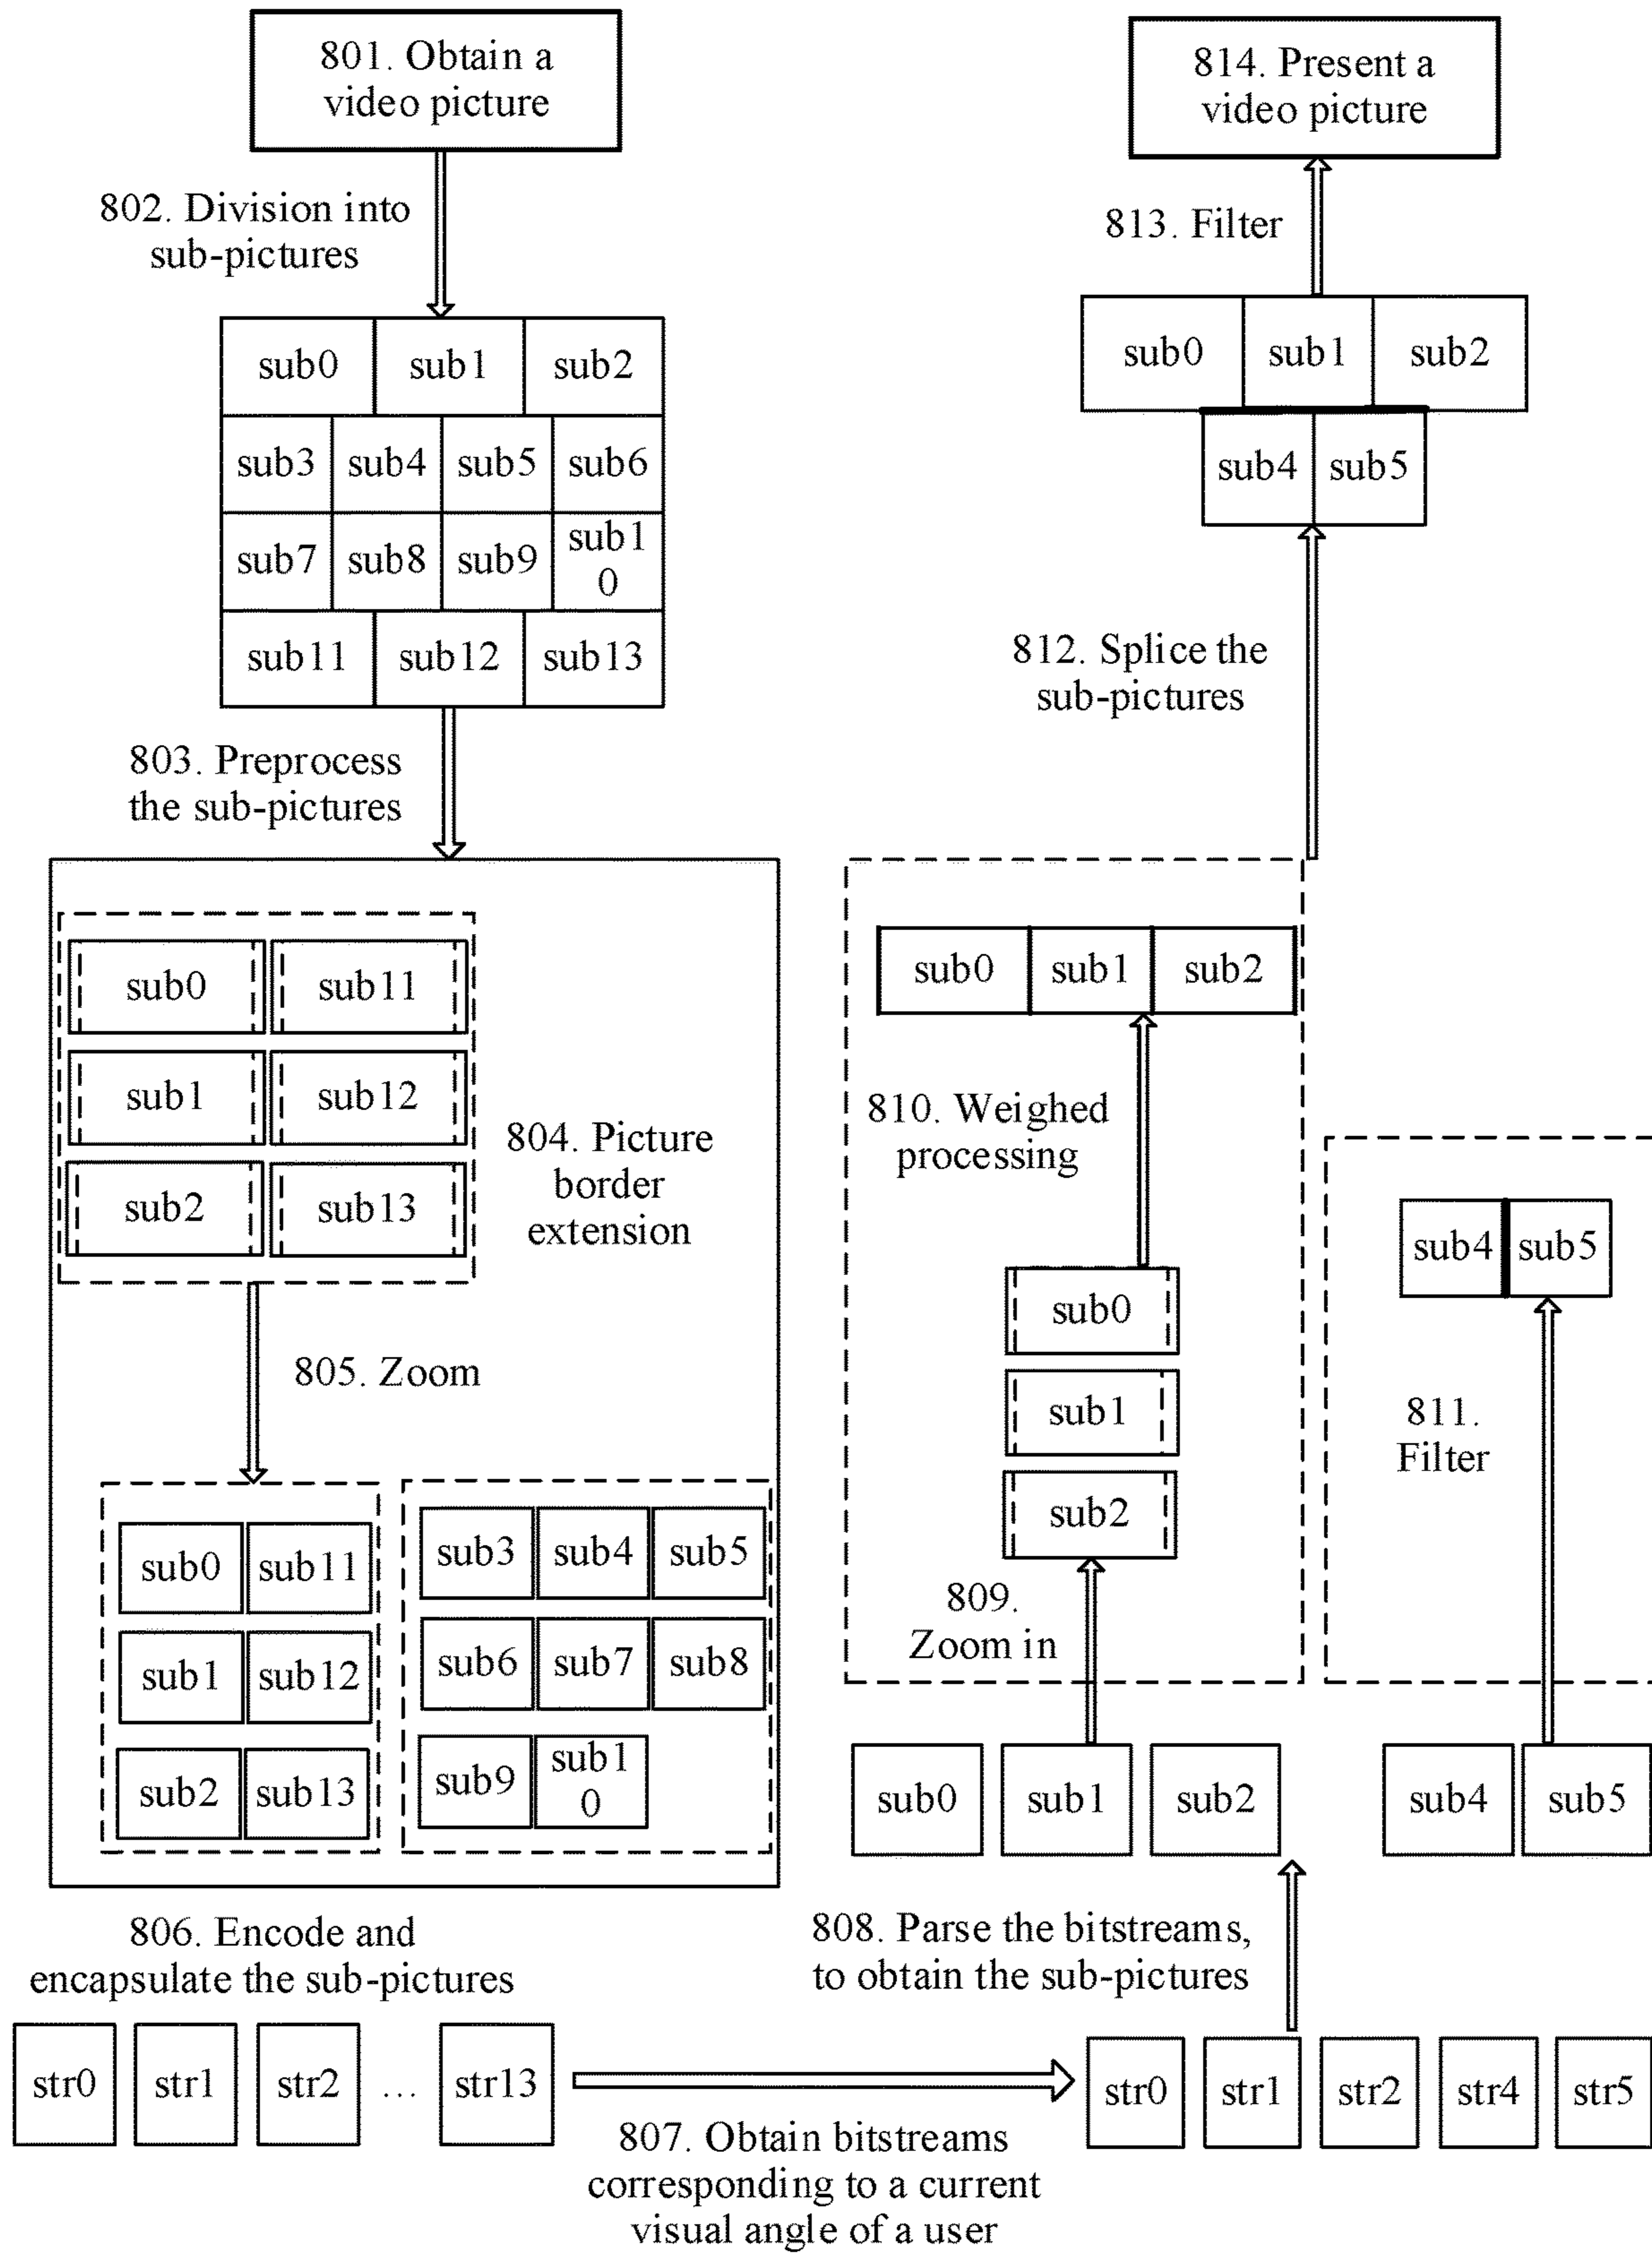 801. Obtain a
video picture
802. Division into
sub-pictures
sub0 sub1 sub2
sub3 sub4 sub5 sub6
sub7 sub8 sub9 sub1
0
sub11 sub12 sub13
803. Preprocess
the sub-pictures
sub0 sub11
sub1 sub12
sub2 sub13
804. Picture
border
extension
805. Zoom
sub0 sub11
sub1 sub12
sub2 sub13
sub3 sub4 sub5
sub6 sub7 sub8
sub9 sub1
0
806. Encode and
encapsulate the sub-pictures
str0 str1 str2 ... str13
807. Obtain bitstreams
corresponding to a current
visual angle of a user
str0 str1 str2 str4 str5
808. Parse the bitstreams,
to obtain the sub-pictures
sub0 sub1 sub2
sub4 sub5
809.
Zoom in
sub0
sub1
sub2
810. Weighed
processing
sub0 sub1 sub2
811.
Filter
sub4 sub5
812. Splice the
sub-pictures
sub0 sub1 sub2
sub4 sub5
813. Filter
814. Present a
video picture